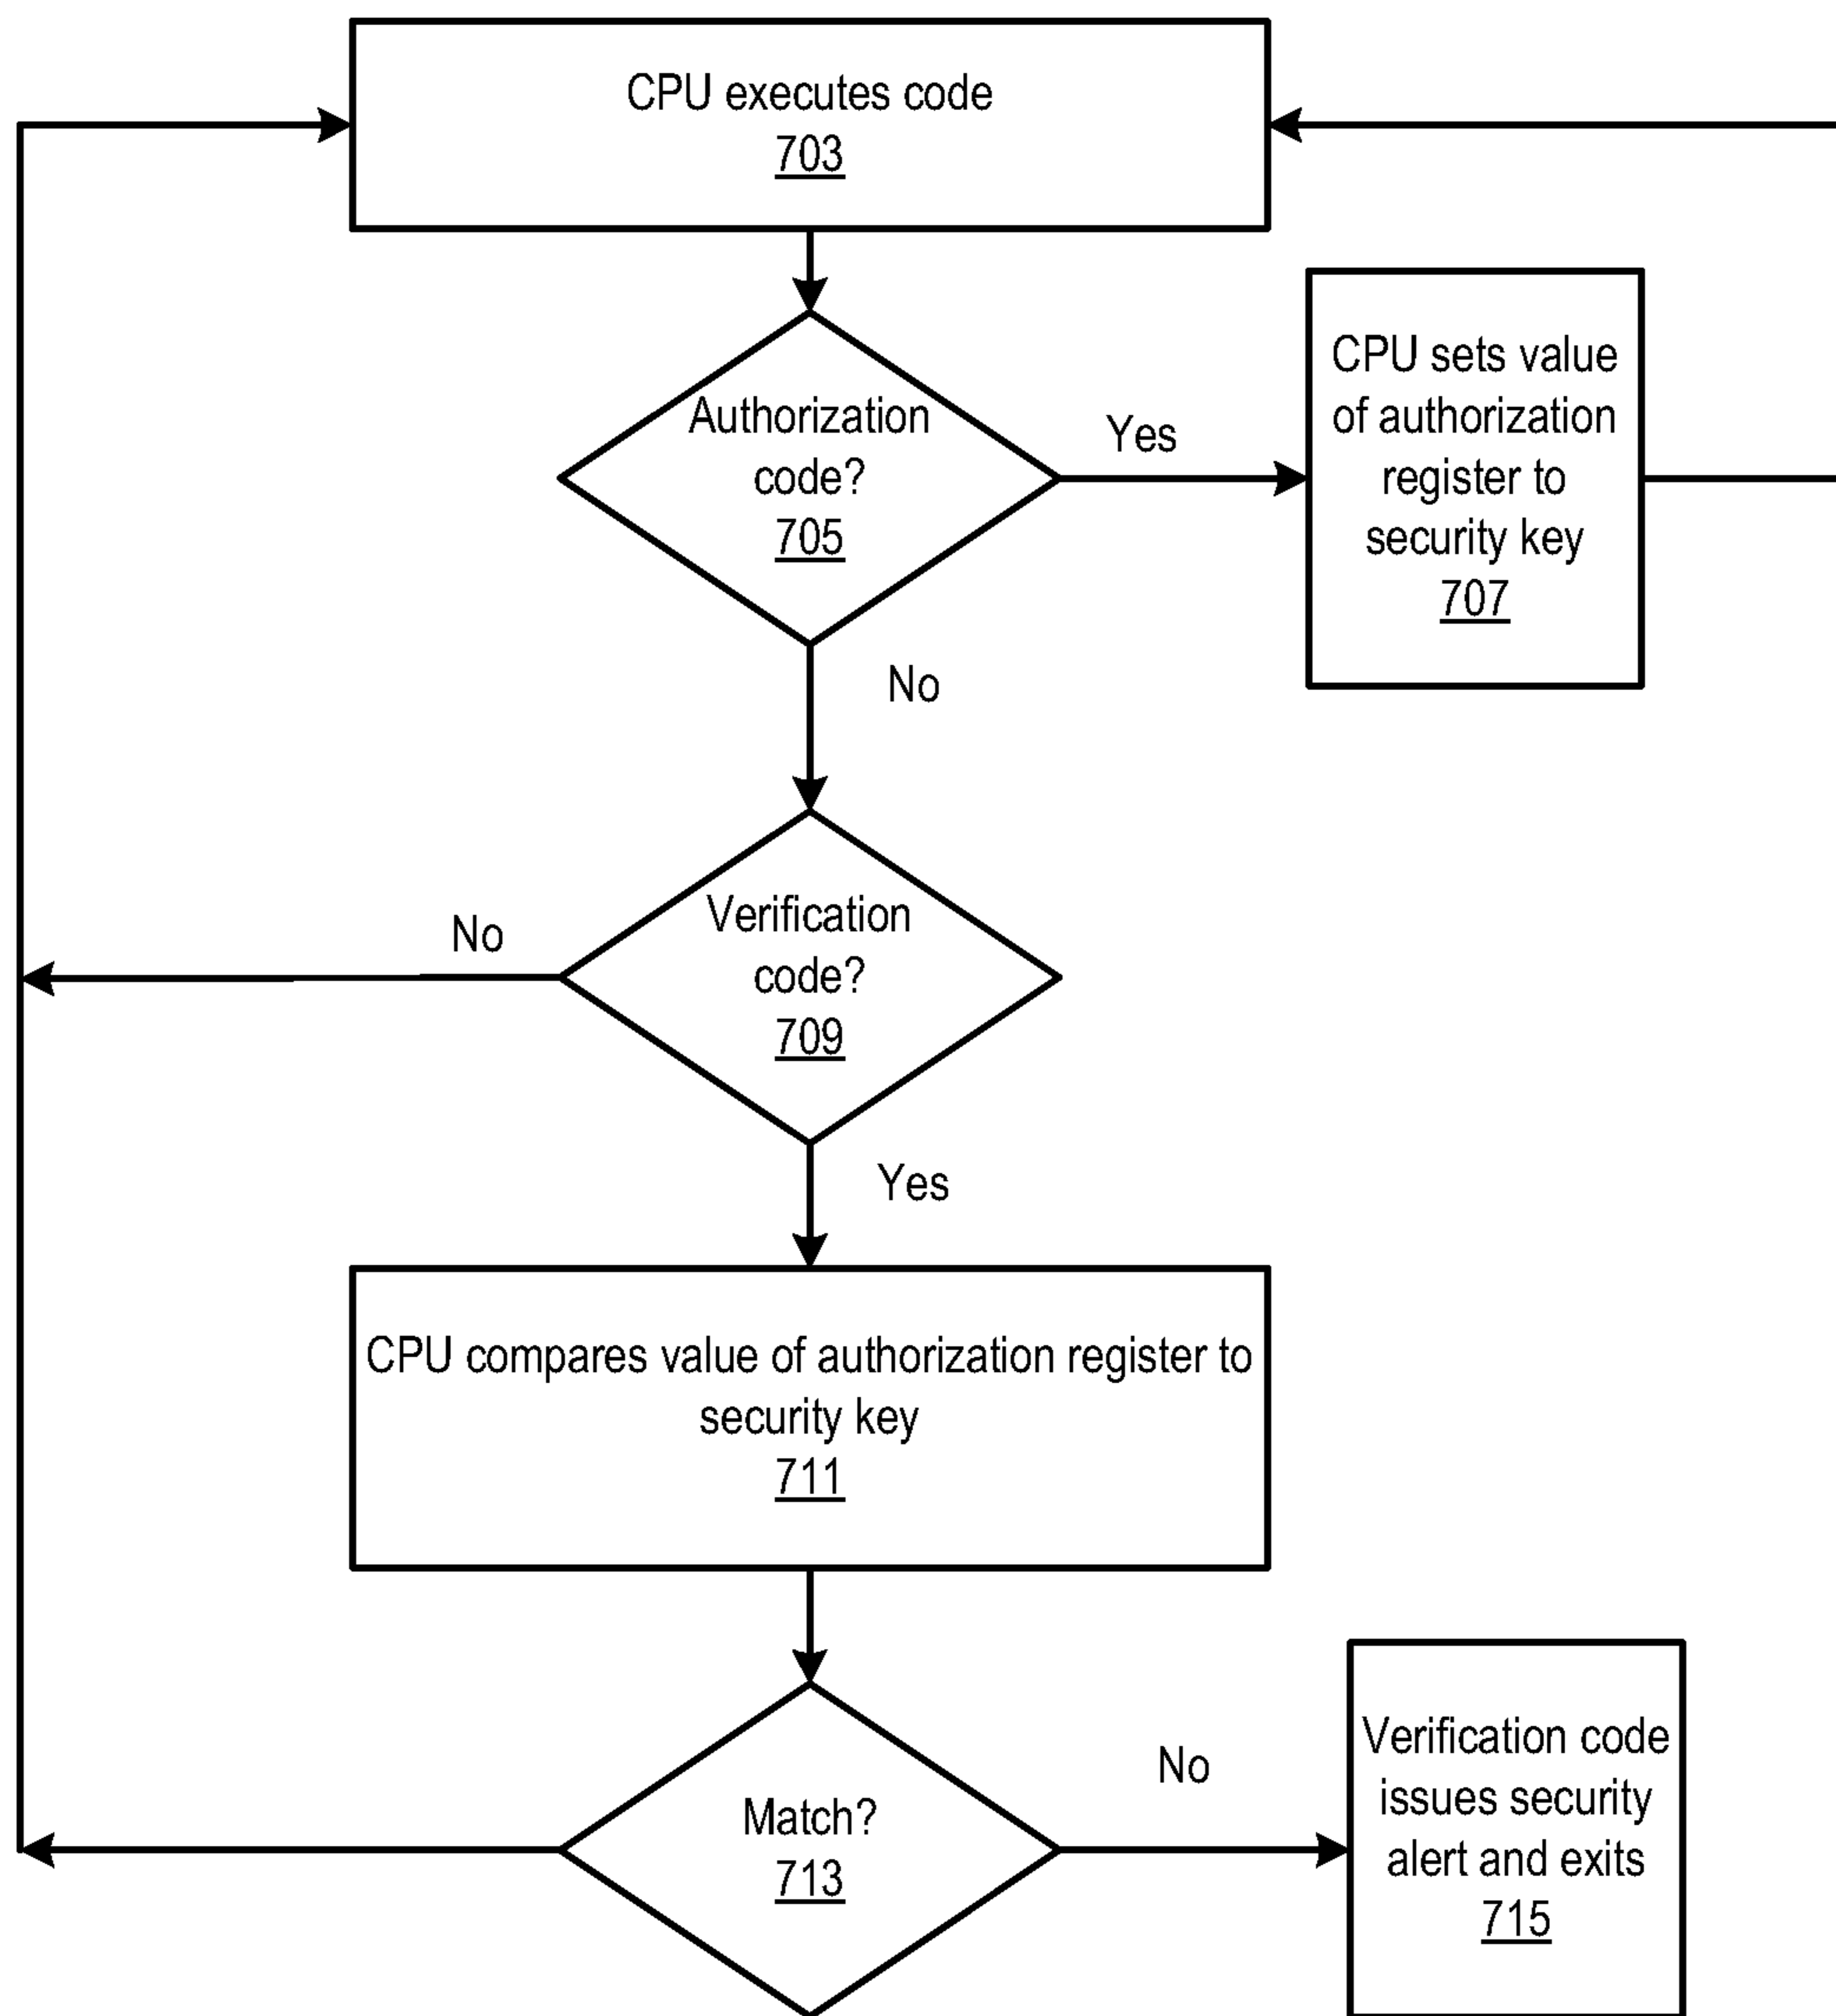 CPU executes code
703
Authorization
code?
705
Yes
CPU sets value
of authorization
register to
security key
707
No
Verification
code?
709
No
Yes
CPU compares value of authorization register to
security key
711
Match?
713
No
Verification code
issues security
alert and exits
715